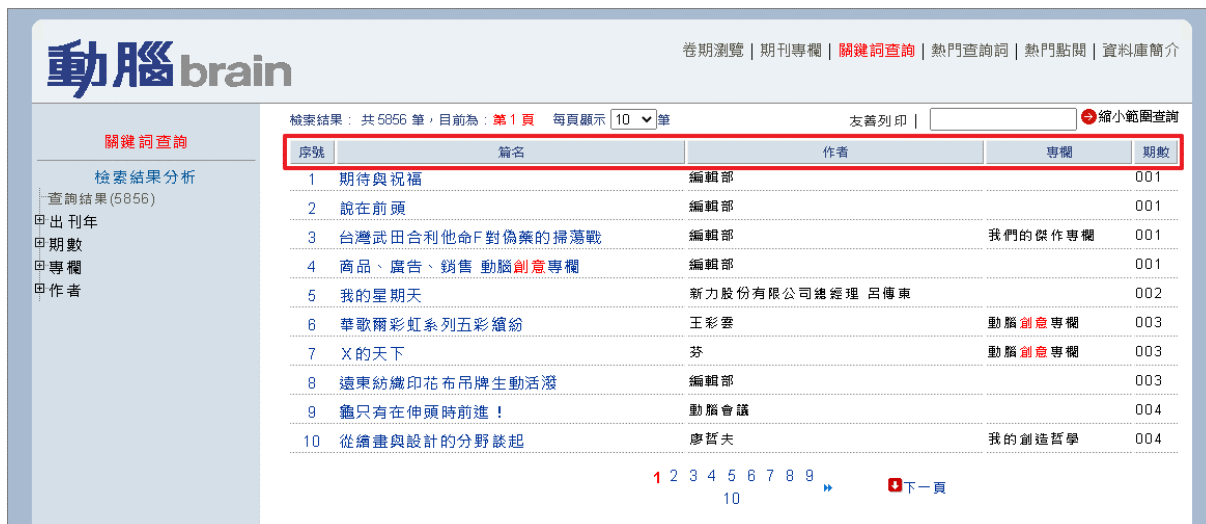 動腦brain
卷期瀏覽 | 期刊專欄 | 關鍵詞查詢 | 熱門查詢詞 | 熱門點閱 | 資料庫簡介
關鍵詞查詢
檢索結果分析
查詢結果(5856)
出刊年
期數
專欄
作者
檢索結果： 共 5856 筆，目前為：第 1 頁 每頁顯示 10 筆 友善列印 | 縮小範圍查詢
序號 篇名 作者 專欄 期數
1 期待與祝福 編輯部 001
2 說在前頭 編輯部 001
3 台灣武田合利他命F對偽藥的掃蕩戰 編輯部 我們的傑作專欄 001
4 商品、廣告、銷售 動腦創意專欄 編輯部 001
5 我的星期天 新力股份有限公司總經理 呂傳東 002
6 華歌爾彩虹系列五彩繽紛 王彩雲 動腦創意專欄 003
7 X的天下 芬 動腦創意專欄 003
8 遠東紡織印花布吊牌生動活潑 編輯部 003
9 龜只有在伸頭時前進！ 動腦會議 004
10 從繪畫與設計的分野談起 廖哲夫 我的創造哲學 004
1 2 3 4 5 6 7 8 9
10
下一頁